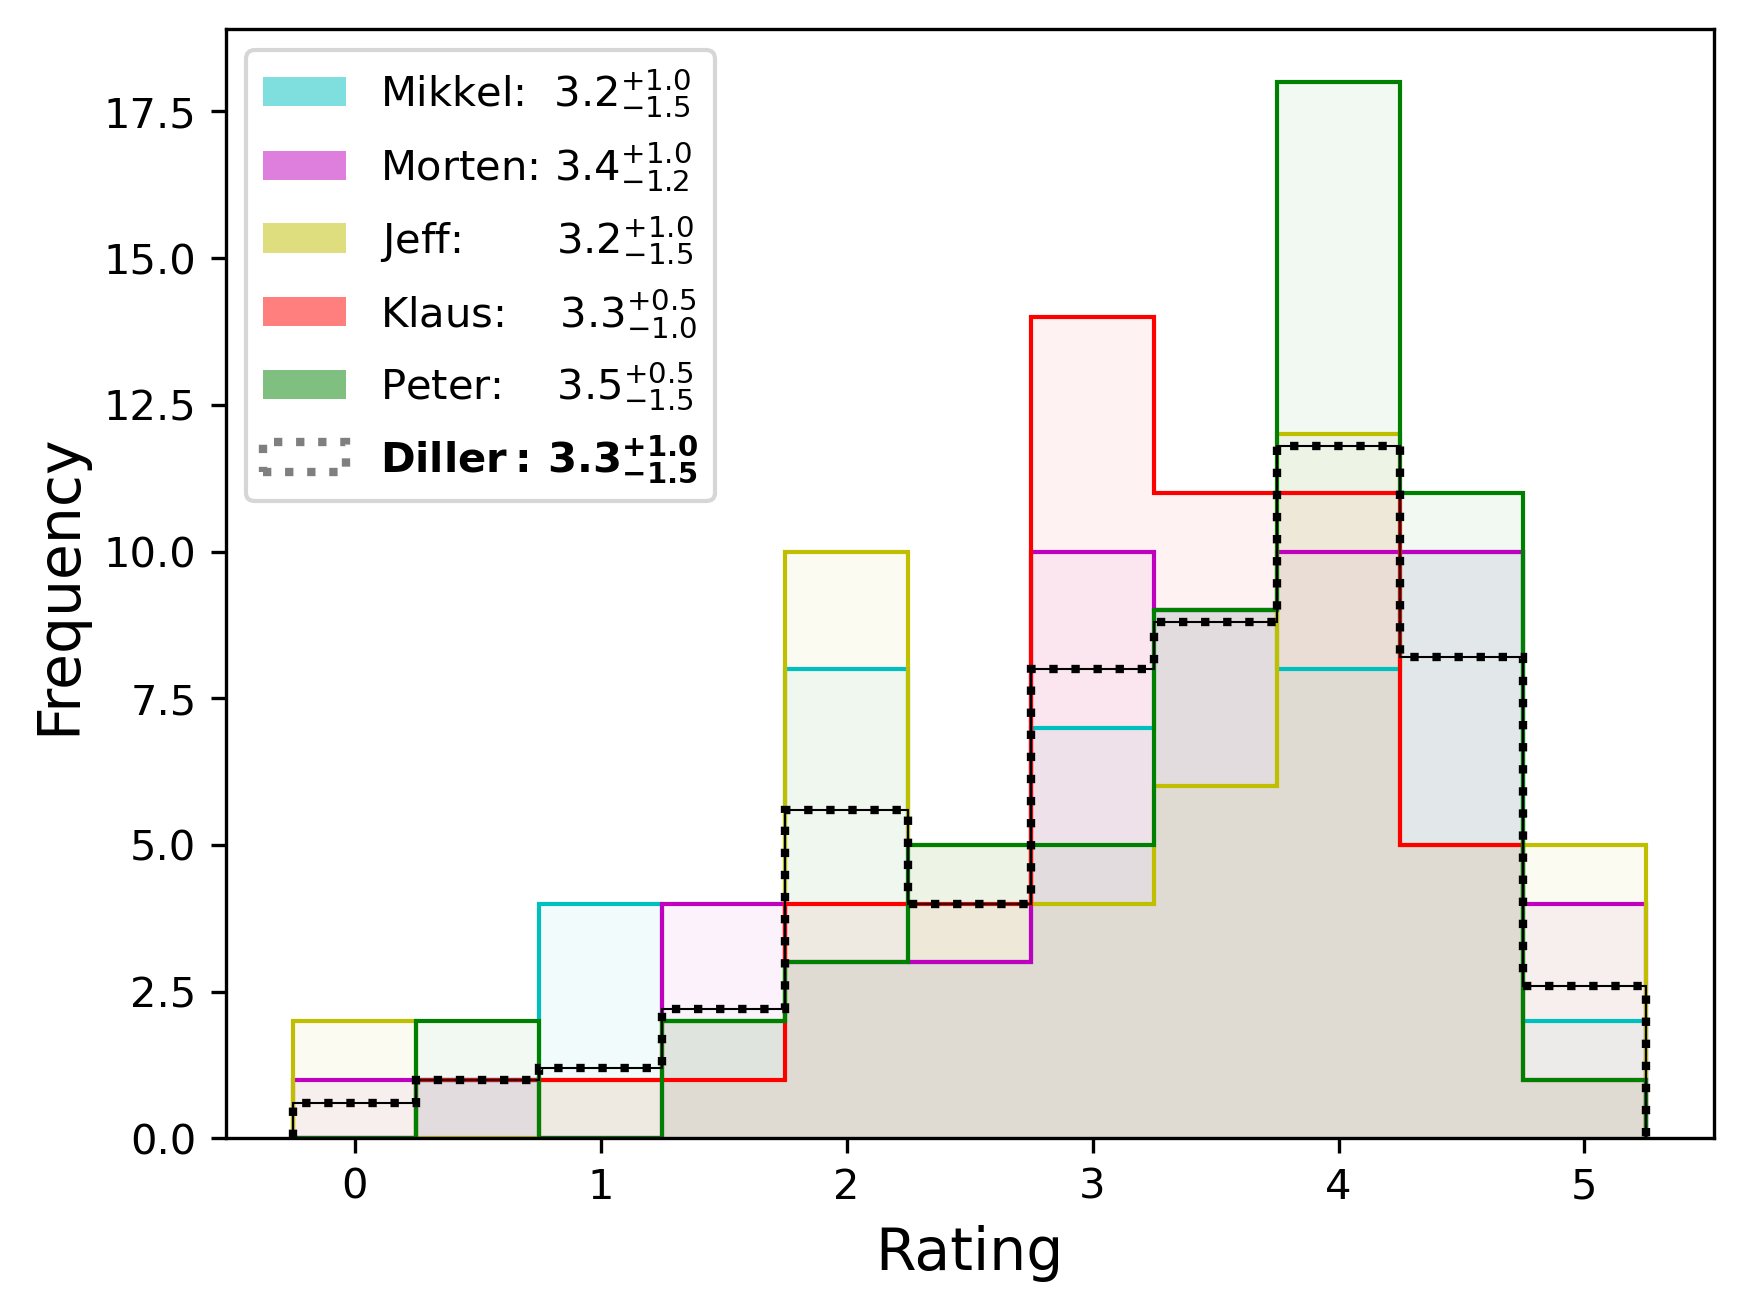 Mikkel: 3.2 +1.0 −1.5
Morten: 3.4 +1.0 −1.2
Jeff: 3.2 +1.0 −1.5
Klaus: 3.3 +0.5 −1.0
Peter: 3.5 +0.5 −1.5
Diller: 3.3 +1.0 −1.5
17.5
15.0
12.5
10.0
7.5
5.0
2.5
0.0
Frequency
0 1 2 3 4 5
Rating